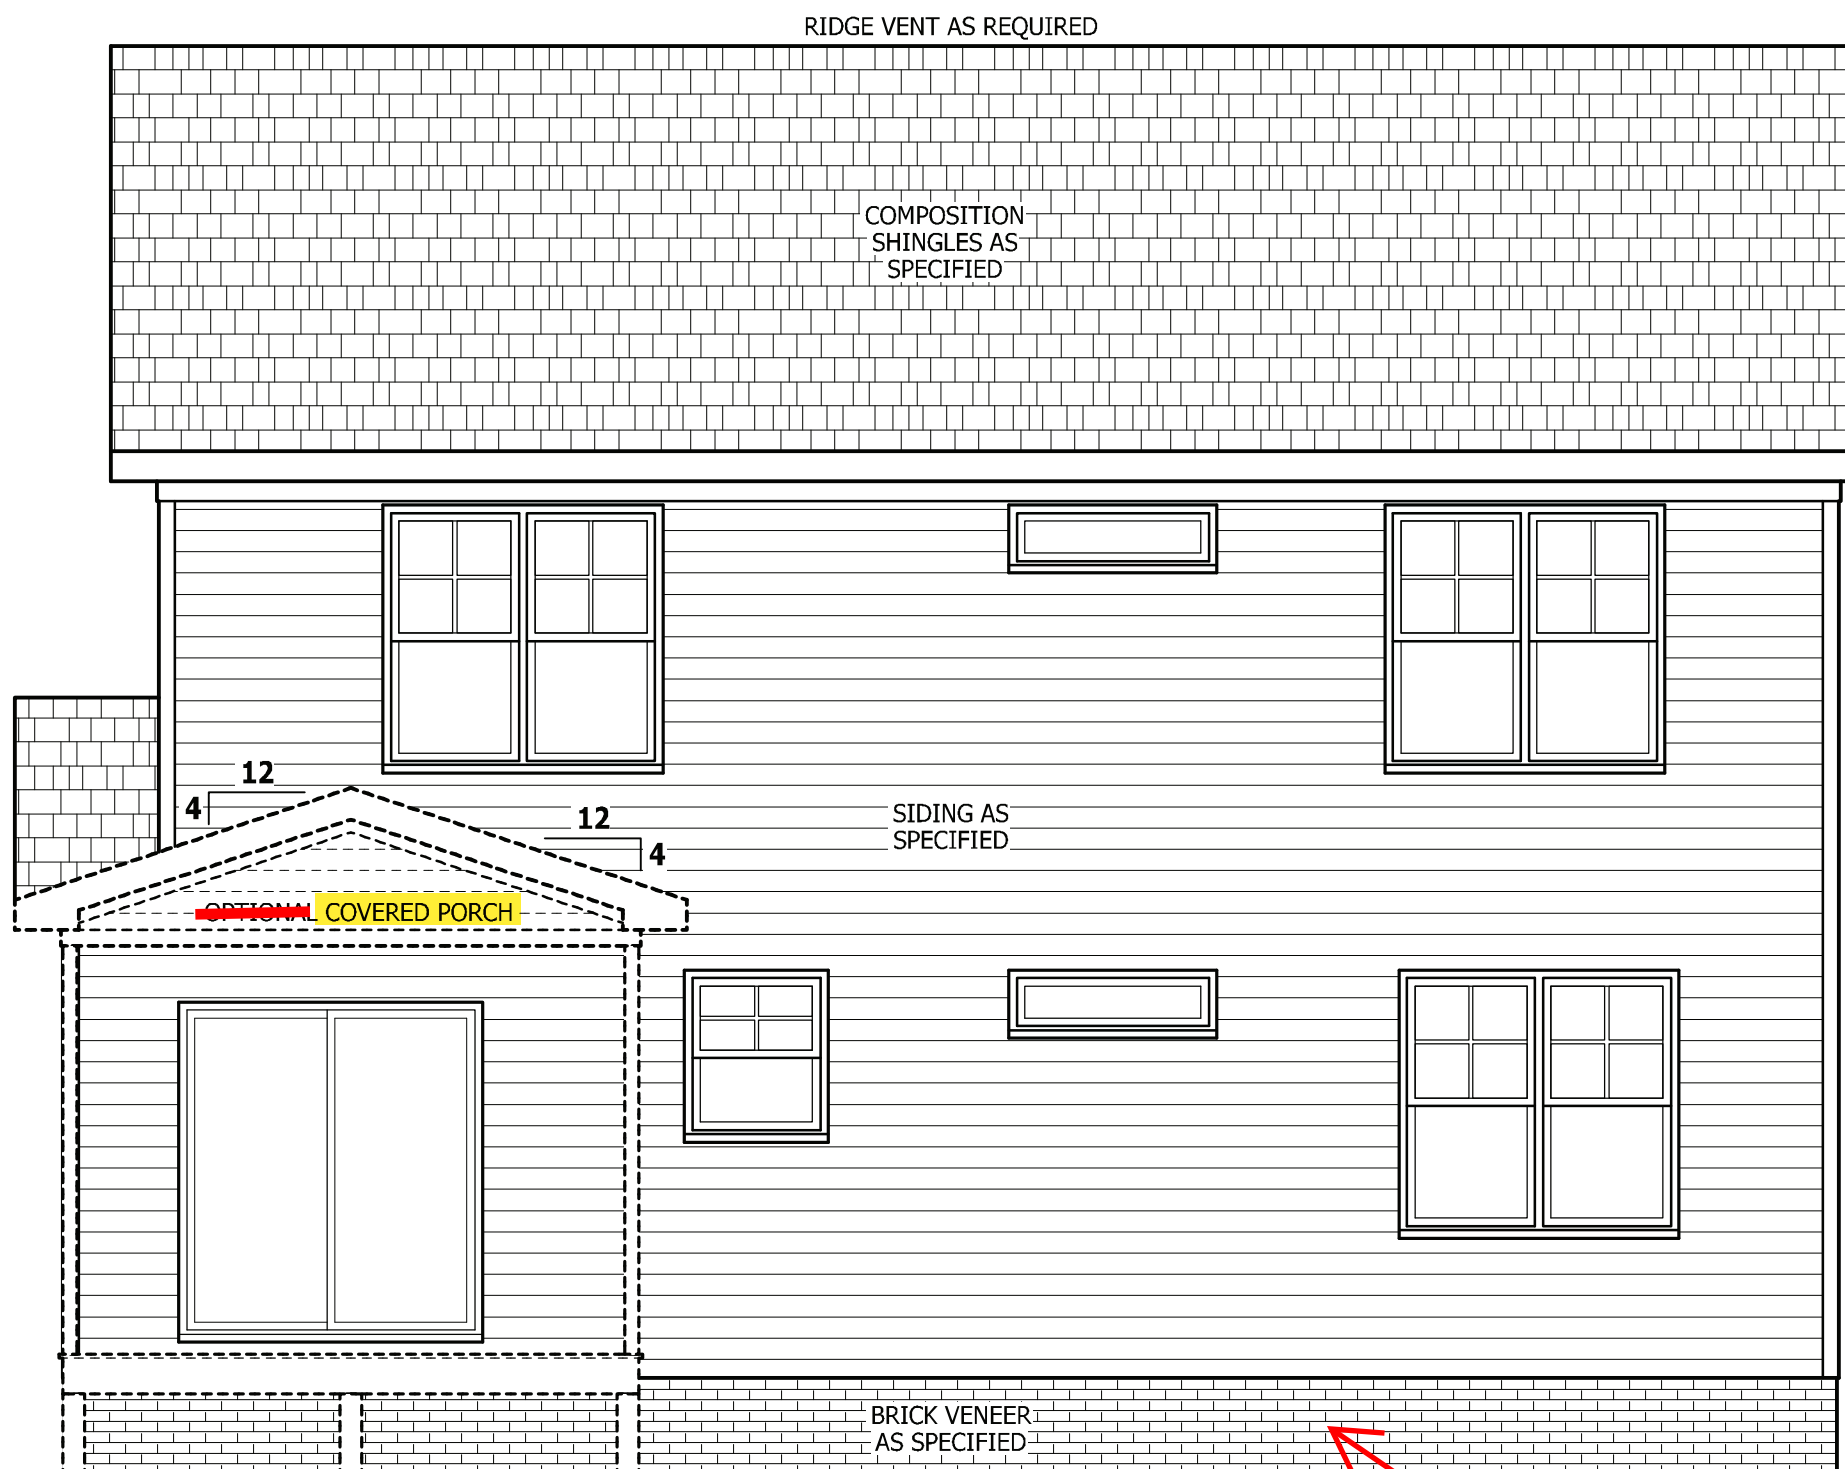 RIDGE VENT AS REQUIRED
COMPOSITION
SHINGLES AS
SPECIFIED
12
4
12
4
SIDING AS
SPECIFIED
OPTIONAL COVERED PORCH
BRICK VENEER
AS SPECIFIED